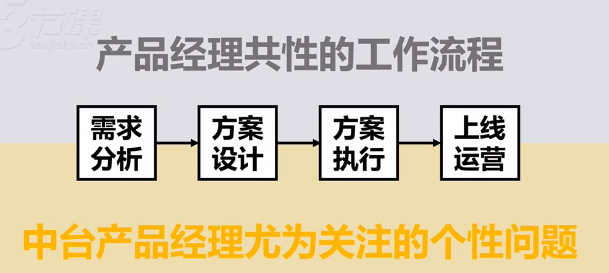 三节课
sanjieke.cn
产品经理共性的工作流程
需求
分析
方案
设计
方案
执行
上线
运营
中台产品经理尤为关注的个性问题